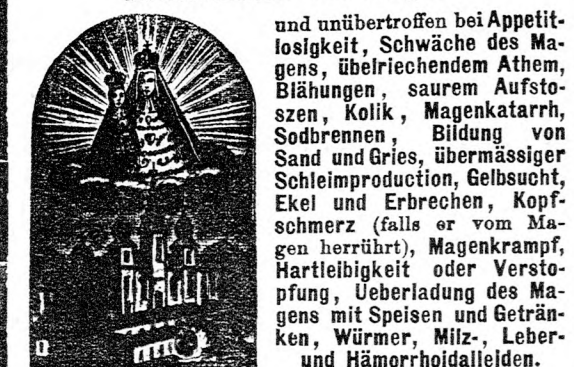 und unübertroffen bei Appetit-
losigkeit, Schwäche des Ma-
gens, übelriechendem Athem,
Blähungen, saurem Aufsto-
szen, Kolik, Magenkatarrh,
Sodbrennen, Bildung von
Sand und Gries, übermässiger
Schleimproduction, Gelbsucht,
Ekel und Erbrechen, Kopf-
schmerz (falls er vom Ma-
gen herrührt), Magenkrampf,
Hartleibigkeit oder Versto-
pfung, Ueberladung des Ma-
gens mit Speisen und Geträn-
ken, Würmer, Milz-, Leber-
und Hämorrhoidalleiden.